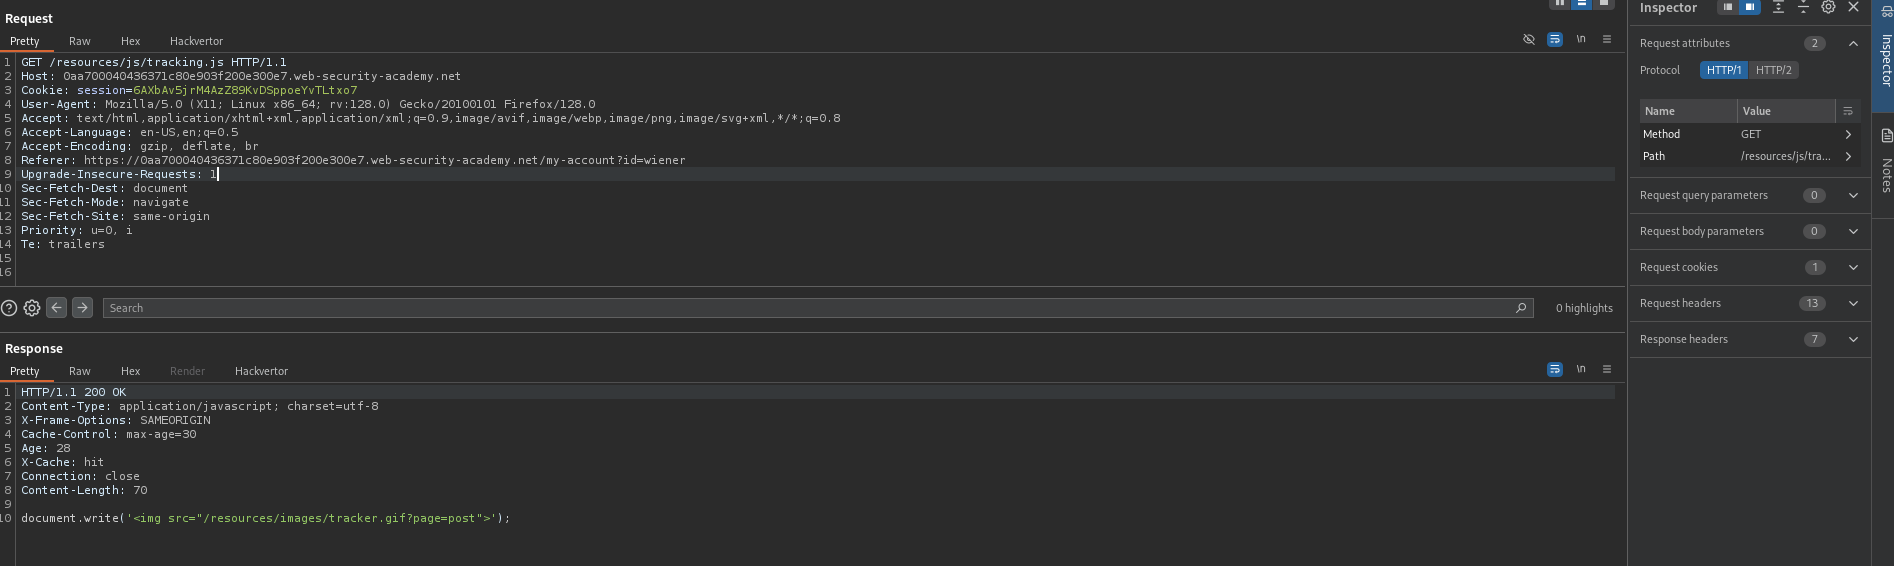 Request
Pretty Raw Hex Hackvertor \n
1 GET /resources/js/tracking.js HTTP/1.1
2 Host: 0aa700040436371c80e903f200e300e7.web-security-academy.net
3 Cookie: session=6AXbAv5jrM4AzZ89KvDSppoeYvTLtxo7
4 User-Agent: Mozilla/5.0 (X11; Linux x86_64; rv:128.0) Gecko/20100101 Firefox/128.0
5 Accept: text/html,application/xhtml+xml,application/xml;q=0.9,image/avif,image/webp,image/png,image/svg+xml,*/*;q=0.8
6 Accept-Language: en-US,en;q=0.5
7 Accept-Encoding: gzip, deflate, br
8 Referer: https://0aa700040436371c80e903f200e300e7.web-security-academy.net/my-account?id=wiener
9 Upgrade-Insecure-Requests: 1
10 Sec-Fetch-Dest: document
11 Sec-Fetch-Mode: navigate
12 Sec-Fetch-Site: same-origin
13 Priority: u=0, i
14 Te: trailers
15
16
Search 0 highlights
Response
Pretty Raw Hex Render Hackvertor \n
1 HTTP/1.1 200 OK
2 Content-Type: application/javascript; charset=utf-8
3 X-Frame-Options: SAMEORIGIN
4 Cache-Control: max-age=30
5 Age: 28
6 X-Cache: hit
7 Connection: close
8 Content-Length: 70
9
10 document.write('<img src="/resources/images/tracker.gif?page=post">');
Inspector
Request attributes 2
Protocol HTTP/1 HTTP/2
Name Value
Method GET
Path /resources/js/tra...
Request query parameters 0
Request body parameters 0
Request cookies 1
Request headers 13
Response headers 7
Inspector
Notes